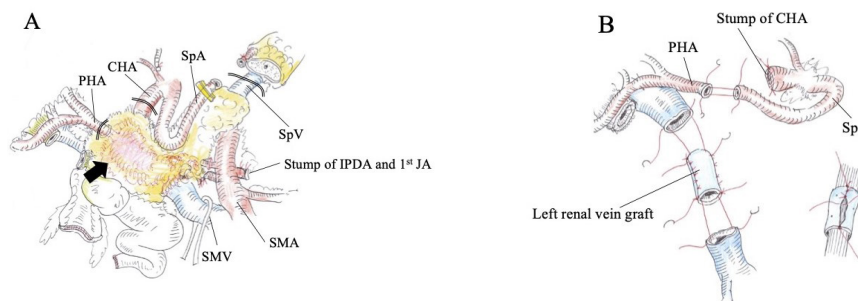 A
SpA
CHA
PHA
SpV
Stump of IPDA and 1st JA
SMA
SMV
B
Stump of CHA
PHA
Sp
Left renal vein graft